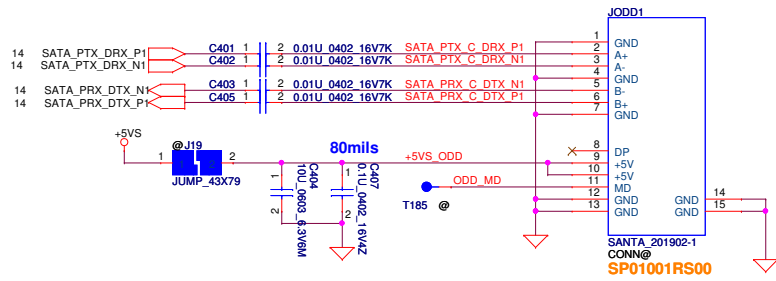 JODD1
14 SATA_PTX_DRX_P1 C401 1 2 0.01U_0402_16V7K SATA_PTX_C_DRX_P1
14 SATA_PTX_DRX_N1 C402 1 2 0.01U_0402_16V7K SATA_PTX_C_DRX_N1
14 SATA_PRX_DTX_N1 C403 1 2 0.01U_0402_16V7K SATA_PRX_C_DTX_N1
14 SATA_PRX_DTX_P1 C405 1 2 0.01U_0402_16V7K SATA_PRX_C_DTX_P1
1 GND
2 A+
3 A-
4 GND
5 B-
6 B+
7 GND
8 DP
9 +5V
10 +5V
11 MD
12 GND
13 GND
GND 14
GND 15
+5VS
@J19
1 2
JUMP_43X79
80mils
+5VS_ODD
C404
10U_0603_6.3V6M
1
2
C407
0.1U_0402_16V4Z
1
2
ODD_MD
T185 @
SANTA_201902-1
CONN@
SP01001RS00